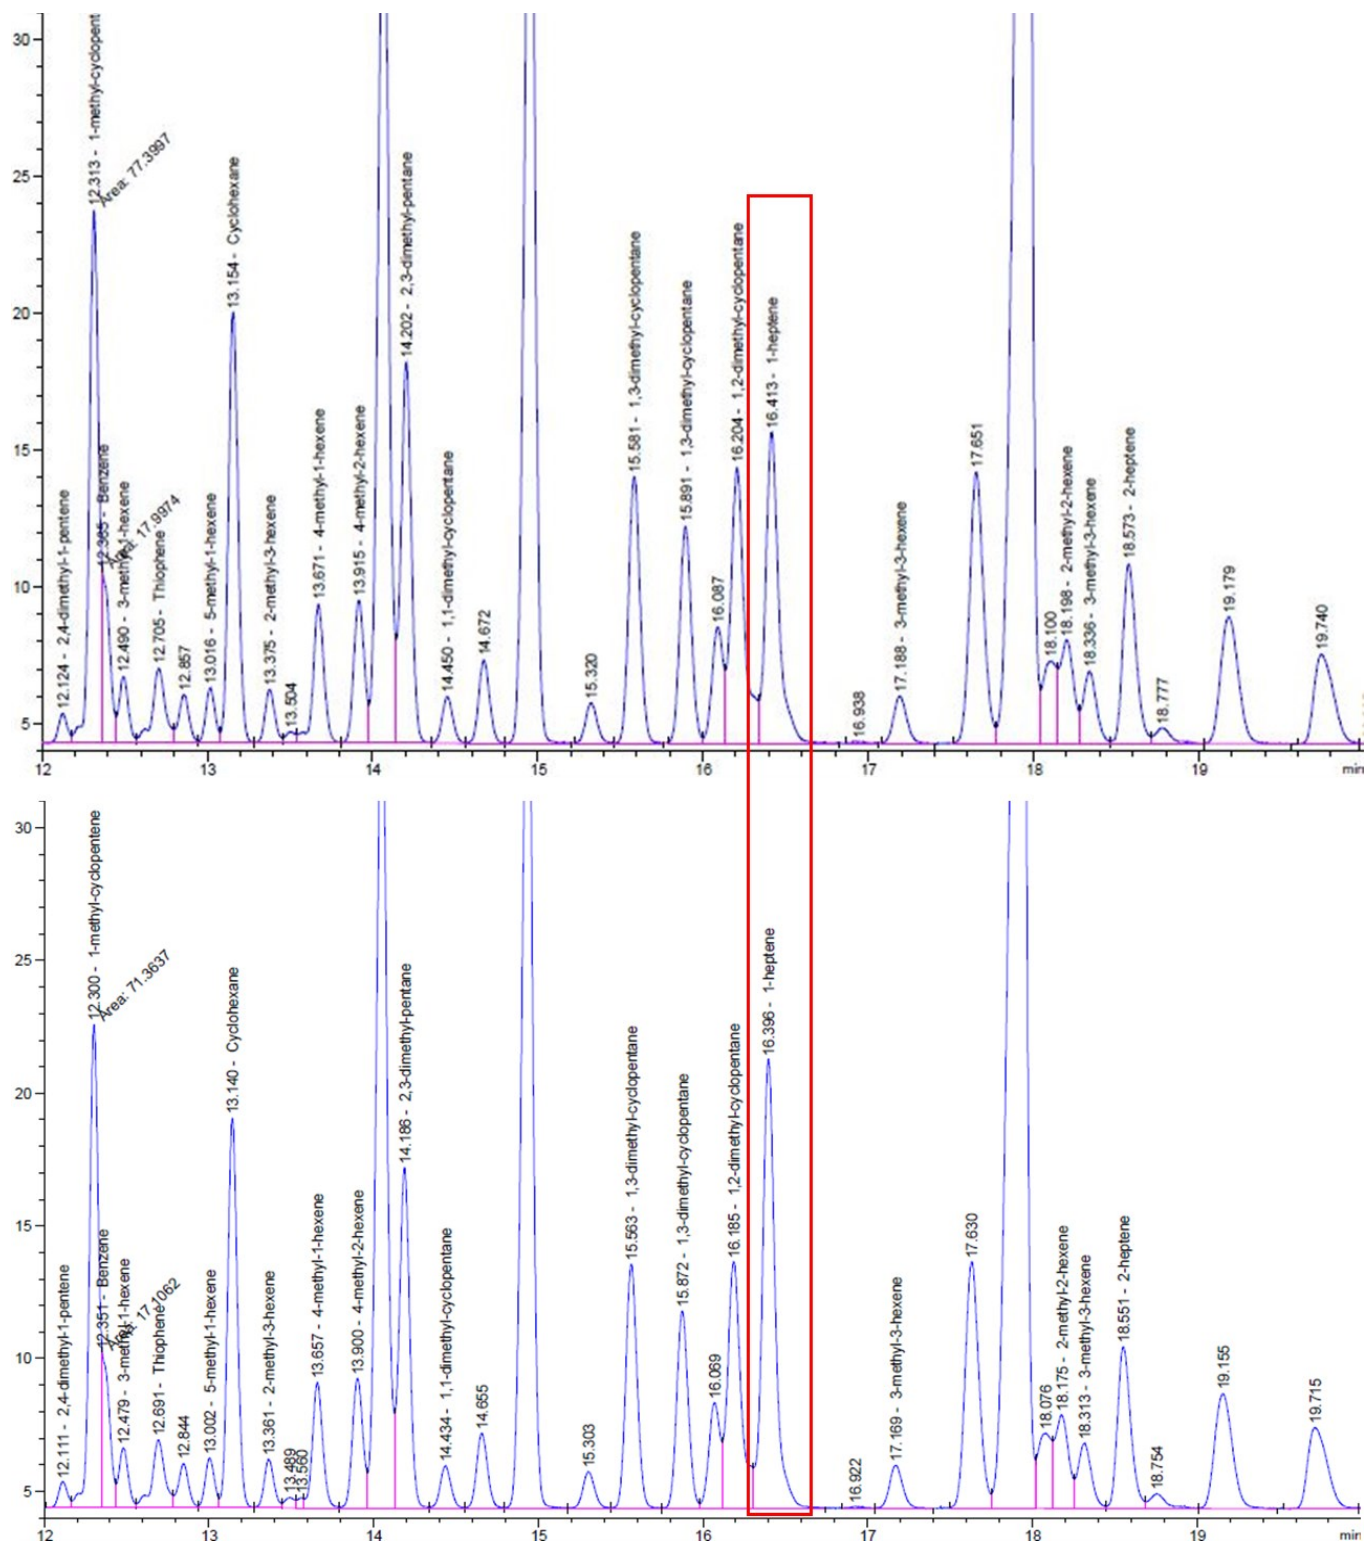 30
25
20
15
10
5
12.124 - 2,4-dimethyl-1-pentene
12.313 - 1-methyl-cyclopent
Area: 77.3997
12.365 - Benzene
Area: 17.9974
12.490 - 3-methyl-1-hexene
12.705 - Thiophene
12.857
13.016 - 5-methyl-1-hexene
13.154 - Cyclohexane
13.375 - 2-methyl-3-hexene
13.504
13.671 - 4-methyl-1-hexene
13.915 - 4-methyl-2-hexene
14.202 - 2,3-dimethyl-pentane
14.450 - 1,1-dimethyl-cyclopentane
14.672
15.320
15.581 - 1,3-dimethyl-cyclopentane
15.891 - 1,3-dimethyl-cyclopentane
16.087
16.204 - 1,2-dimethyl-cyclopentane
16.413 - 1-heptene
16.938
17.188 - 3-methyl-3-hexene
17.651
18.100
18.198 - 2-methyl-2-hexene
18.336 - 3-methyl-3-hexene
18.573 - 2-heptene
18.777
19.179
19.740
12 13 14 15 16 17 18 19 min
30
25
20
15
10
5
12.111 - 2,4-dimethyl-1-pentene
12.300 - 1-methyl-cyclopentene
Area: 71.3637
12.351 - Benzene
Area: 17.1062
12.479 - 3-methyl-1-hexene
12.691 - Thiophene
12.844
13.002 - 5-methyl-1-hexene
13.140 - Cyclohexane
13.361 - 2-methyl-3-hexene
13.489
13.560
13.657 - 4-methyl-1-hexene
13.900 - 4-methyl-2-hexene
14.186 - 2,3-dimethyl-pentane
14.434 - 1,1-dimethyl-cyclopentane
14.655
15.303
15.563 - 1,3-dimethyl-cyclopentane
15.872 - 1,3-dimethyl-cyclopentane
16.069
16.185 - 1,2-dimethyl-cyclopentane
16.396 - 1-heptene
16.922
17.169 - 3-methyl-3-hexene
17.630
18.076
18.175 - 2-methyl-2-hexene
18.313 - 3-methyl-3-hexene
18.551 - 2-heptene
18.754
19.155
19.715
12 13 14 15 16 17 18 19 min